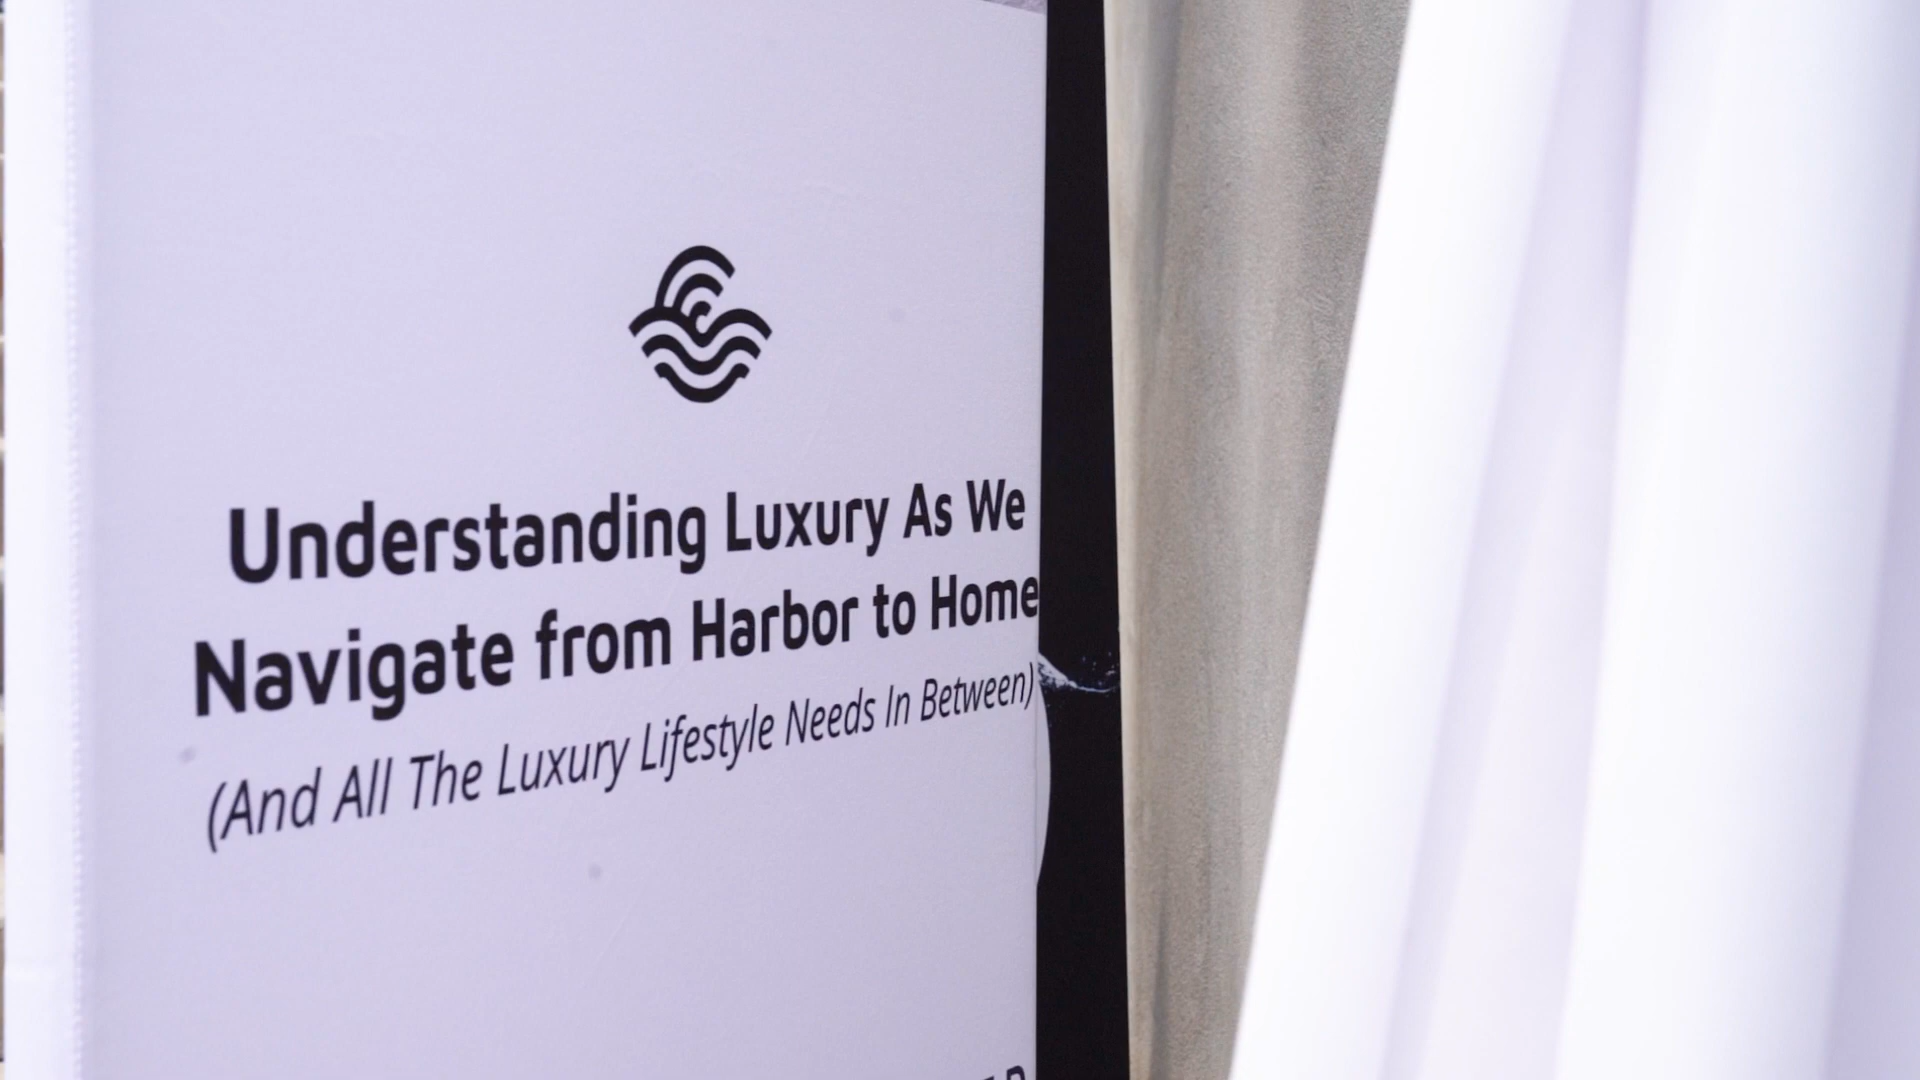 Understanding Luxury As We
Navigate from Harbor to Home
(And All The Luxury Lifestyle Needs In Between)